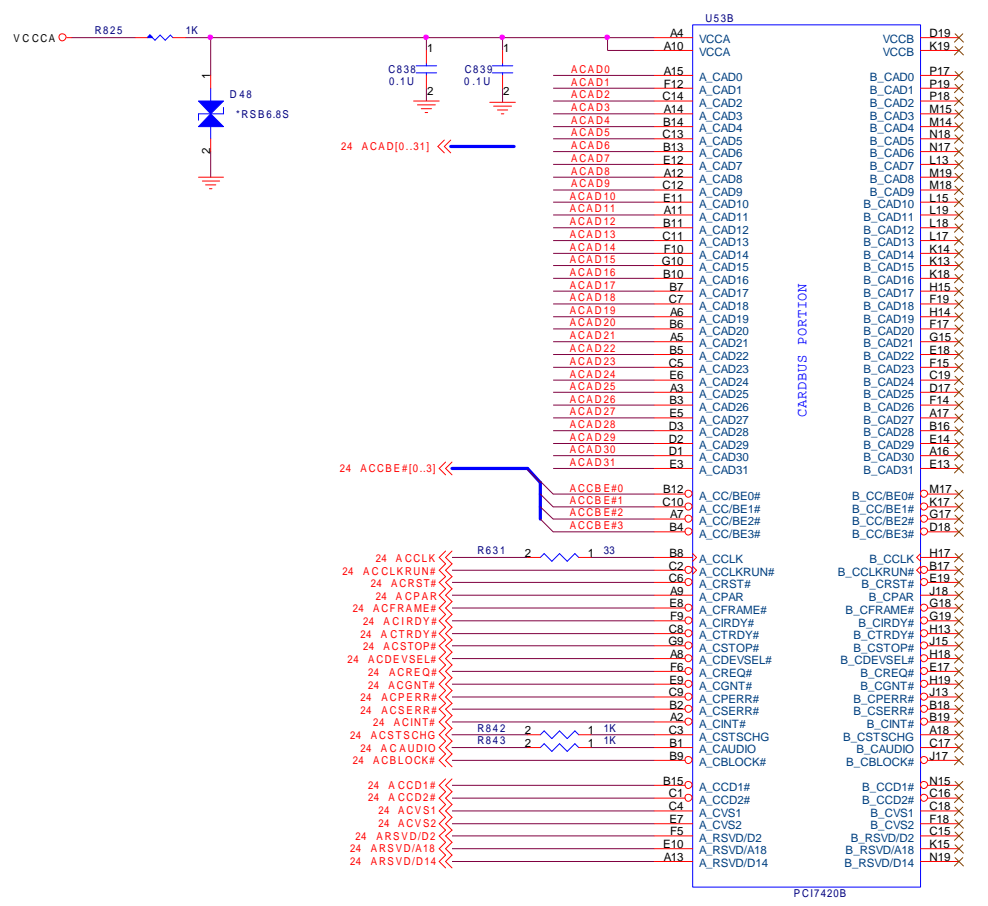 U53B
VCCCA R825 1K A4 VCCA VCCB D19
A10 VCCA VCCB K19
1 1 1
C838 C839
0.1U 0.1U
2 2
D48
*RSB6.8S
2
24 ACAD[0..31]
ACAD0 A15 A_CAD0 B_CAD0 P17
ACAD1 F12 A_CAD1 B_CAD1 P19
ACAD2 C14 A_CAD2 B_CAD2 P18
ACAD3 A14 A_CAD3 B_CAD3 M15
ACAD4 B14 A_CAD4 B_CAD4 M14
ACAD5 C13 A_CAD5 B_CAD5 N18
ACAD6 B13 A_CAD6 B_CAD6 N17
ACAD7 E12 A_CAD7 B_CAD7 L13
ACAD8 A12 A_CAD8 B_CAD8 M19
ACAD9 C12 A_CAD9 B_CAD9 M18
ACAD10 E11 A_CAD10 B_CAD10 L15
ACAD11 A11 A_CAD11 B_CAD11 L19
ACAD12 B11 A_CAD12 B_CAD12 L18
ACAD13 C11 A_CAD13 B_CAD13 L17
ACAD14 F10 A_CAD14 B_CAD14 K14
ACAD15 G10 A_CAD15 B_CAD15 K13
ACAD16 B10 A_CAD16 B_CAD16 K18
ACAD17 B7 A_CAD17 B_CAD17 H15
ACAD18 C7 A_CAD18 B_CAD18 F19
ACAD19 A6 A_CAD19 B_CAD19 H14
ACAD20 B6 A_CAD20 B_CAD20 F17
ACAD21 A5 A_CAD21 B_CAD21 G15
ACAD22 B5 A_CAD22 B_CAD22 E18
ACAD23 C5 A_CAD23 B_CAD23 F15
ACAD24 E6 A_CAD24 B_CAD24 C19
ACAD25 A3 A_CAD25 B_CAD25 D17
ACAD26 B3 A_CAD26 B_CAD26 F14
ACAD27 E5 A_CAD27 B_CAD27 A17
ACAD28 D3 A_CAD28 B_CAD28 B16
ACAD29 D2 A_CAD29 B_CAD29 E14
ACAD30 D1 A_CAD30 B_CAD30 A16
ACAD31 E3 A_CAD31 B_CAD31 E13
CARDBUS PORTION
24 ACCBE#[0..3]
ACCBE#0 B12 A_CC/BE0# B_CC/BE0# M17
ACCBE#1 C10 A_CC/BE1# B_CC/BE1# K17
ACCBE#2 A7 A_CC/BE2# B_CC/BE2# G17
ACCBE#3 B4 A_CC/BE3# B_CC/BE3# D18
24 ACCLK R631 2 1 33 B8 A_CCLK B_CCLK H17
24 ACCLKRUN# C2 A_CCLKRUN# B_CCLKRUN# B17
24 ACRST# C6 A_CRST# B_CRST# E19
24 ACPAR A9 A_CPAR B_CPAR J18
24 ACFRAME# E8 A_CFRAME# B_CFRAME# G18
24 ACIRDY# F9 A_CIRDY# B_CIRDY# G19
24 ACTRDY# C8 A_CTRDY# B_CTRDY# H13
24 ACSTOP# G9 A_CSTOP# B_CSTOP# J15
24 ACDEVSEL# A8 A_CDEVSEL# B_CDEVSEL# H18
24 ACREQ# F6 A_CREQ# B_CREQ# E17
24 ACGNT# E9 A_CGNT# B_CGNT# H19
24 ACPERR# C9 A_CPERR# B_CPERR# J13
24 ACSERR# B2 A_CSERR# B_CSERR# B18
24 ACINT# A2 A_CINT# B_CINT# B19
24 ACSTSCHG R842 2 1 1K C3 A_CSTSCHG B_CSTSCHG A18
24 ACAUDIO R843 2 1 1K B1 A_CAUDIO B_CAUDIO C17
24 ACBLOCK# B9 A_CBLOCK# B_CBLOCK# J17
24 ACCD1# B15 A_CCD1# B_CCD1# N15
24 ACCD2# C1 A_CCD2# B_CCD2# C16
24 ACVS1 C4 A_CVS1 B_CVS1 C18
24 ACVS2 E7 A_CVS2 B_CVS2 F18
24 ARSVD/D2 F5 A_RSVD/D2 B_RSVD/D2 C15
24 ARSVD/A18 E10 A_RSVD/A18 B_RSVD/A18 K15
24 ARSVD/D14 A13 A_RSVD/D14 B_RSVD/D14 N19
PCI7420B